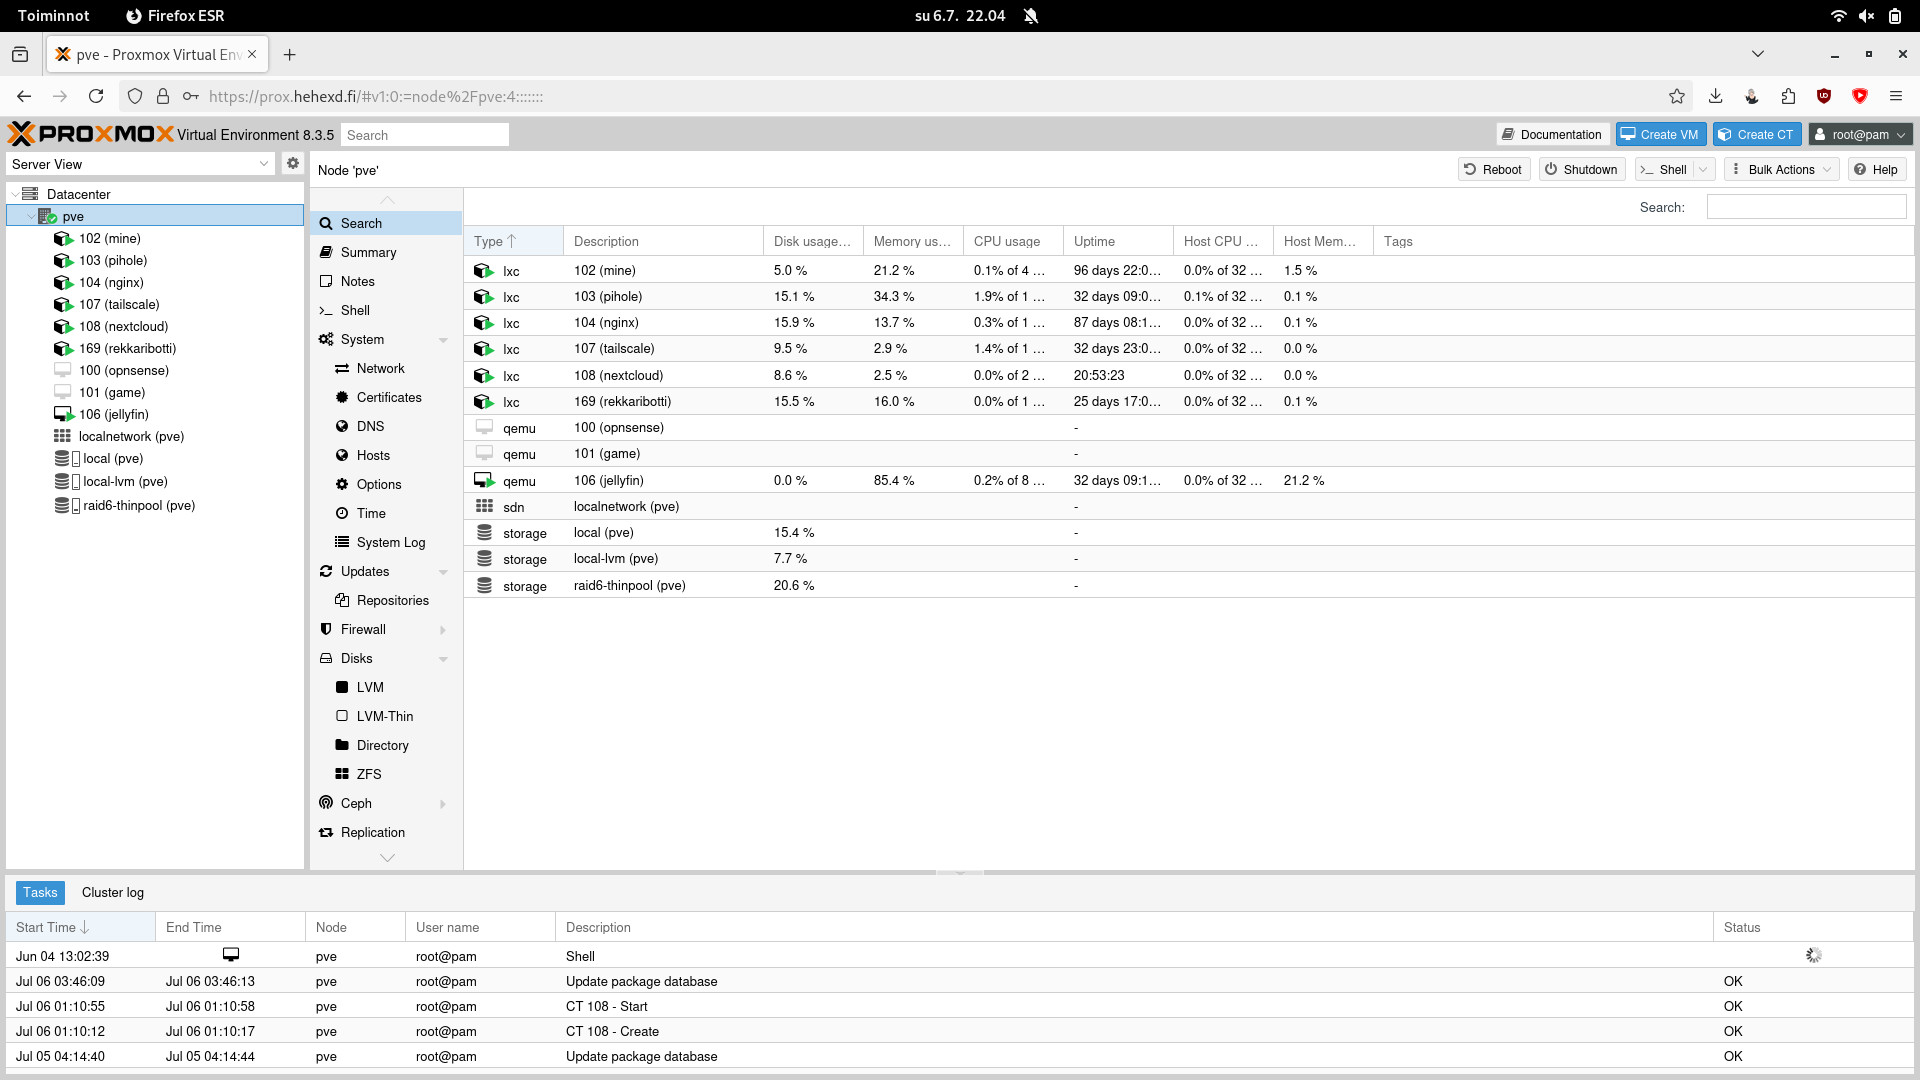 Toiminnot Firefox ESR su 6.7. 22.04
pve - Proxmox Virtual Env
https://prox.hehexd.fi/#v1:0:=node%2Fpve:4:::::::
PROXMOX Virtual Environment 8.3.5 Search Documentation Create VM Create CT root@pam
Server View
Node 'pve' Reboot Shutdown Shell Bulk Actions Help
Datacenter
pve
102 (mine)
103 (pihole)
104 (nginx)
107 (tailscale)
108 (nextcloud)
169 (rekkaribotti)
100 (opnsense)
101 (game)
106 (jellyfin)
localnetwork (pve)
local (pve)
local-lvm (pve)
raid6-thinpool (pve)
Search
Summary
Notes
Shell
System
Network
Certificates
DNS
Hosts
Options
Time
System Log
Updates
Repositories
Firewall
Disks
LVM
LVM-Thin
Directory
ZFS
Ceph
Replication
Search:
Type Description Disk usage... Memory us... CPU usage Uptime Host CPU ... Host Mem... Tags
lxc 102 (mine) 5.0 % 21.2 % 0.1% of 4 ... 96 days 22:0... 0.0% of 32 ... 1.5 %
lxc 103 (pihole) 15.1 % 34.3 % 1.9% of 1 ... 32 days 09:0... 0.1% of 32 ... 0.1 %
lxc 104 (nginx) 15.9 % 13.7 % 0.3% of 1 ... 87 days 08:1... 0.0% of 32 ... 0.1 %
lxc 107 (tailscale) 9.5 % 2.9 % 1.4% of 1 ... 32 days 23:0... 0.0% of 32 ... 0.0 %
lxc 108 (nextcloud) 8.6 % 2.5 % 0.0% of 2 ... 20:53:23 0.0% of 32 ... 0.0 %
lxc 169 (rekkaribotti) 15.5 % 16.0 % 0.0% of 1 ... 25 days 17:0... 0.0% of 32 ... 0.1 %
qemu 100 (opnsense) -
qemu 101 (game) -
qemu 106 (jellyfin) 0.0 % 85.4 % 0.2% of 8 ... 32 days 09:1... 0.0% of 32 ... 21.2 %
sdn localnetwork (pve) -
storage local (pve) 15.4 % -
storage local-lvm (pve) 7.7 % -
storage raid6-thinpool (pve) 20.6 % -
Tasks Cluster log
Start Time End Time Node User name Description Status
Jun 04 13:02:39 pve root@pam Shell
Jul 06 03:46:09 Jul 06 03:46:13 pve root@pam Update package database OK
Jul 06 01:10:55 Jul 06 01:10:58 pve root@pam CT 108 - Start OK
Jul 06 01:10:12 Jul 06 01:10:17 pve root@pam CT 108 - Create OK
Jul 05 04:14:40 Jul 05 04:14:44 pve root@pam Update package database OK